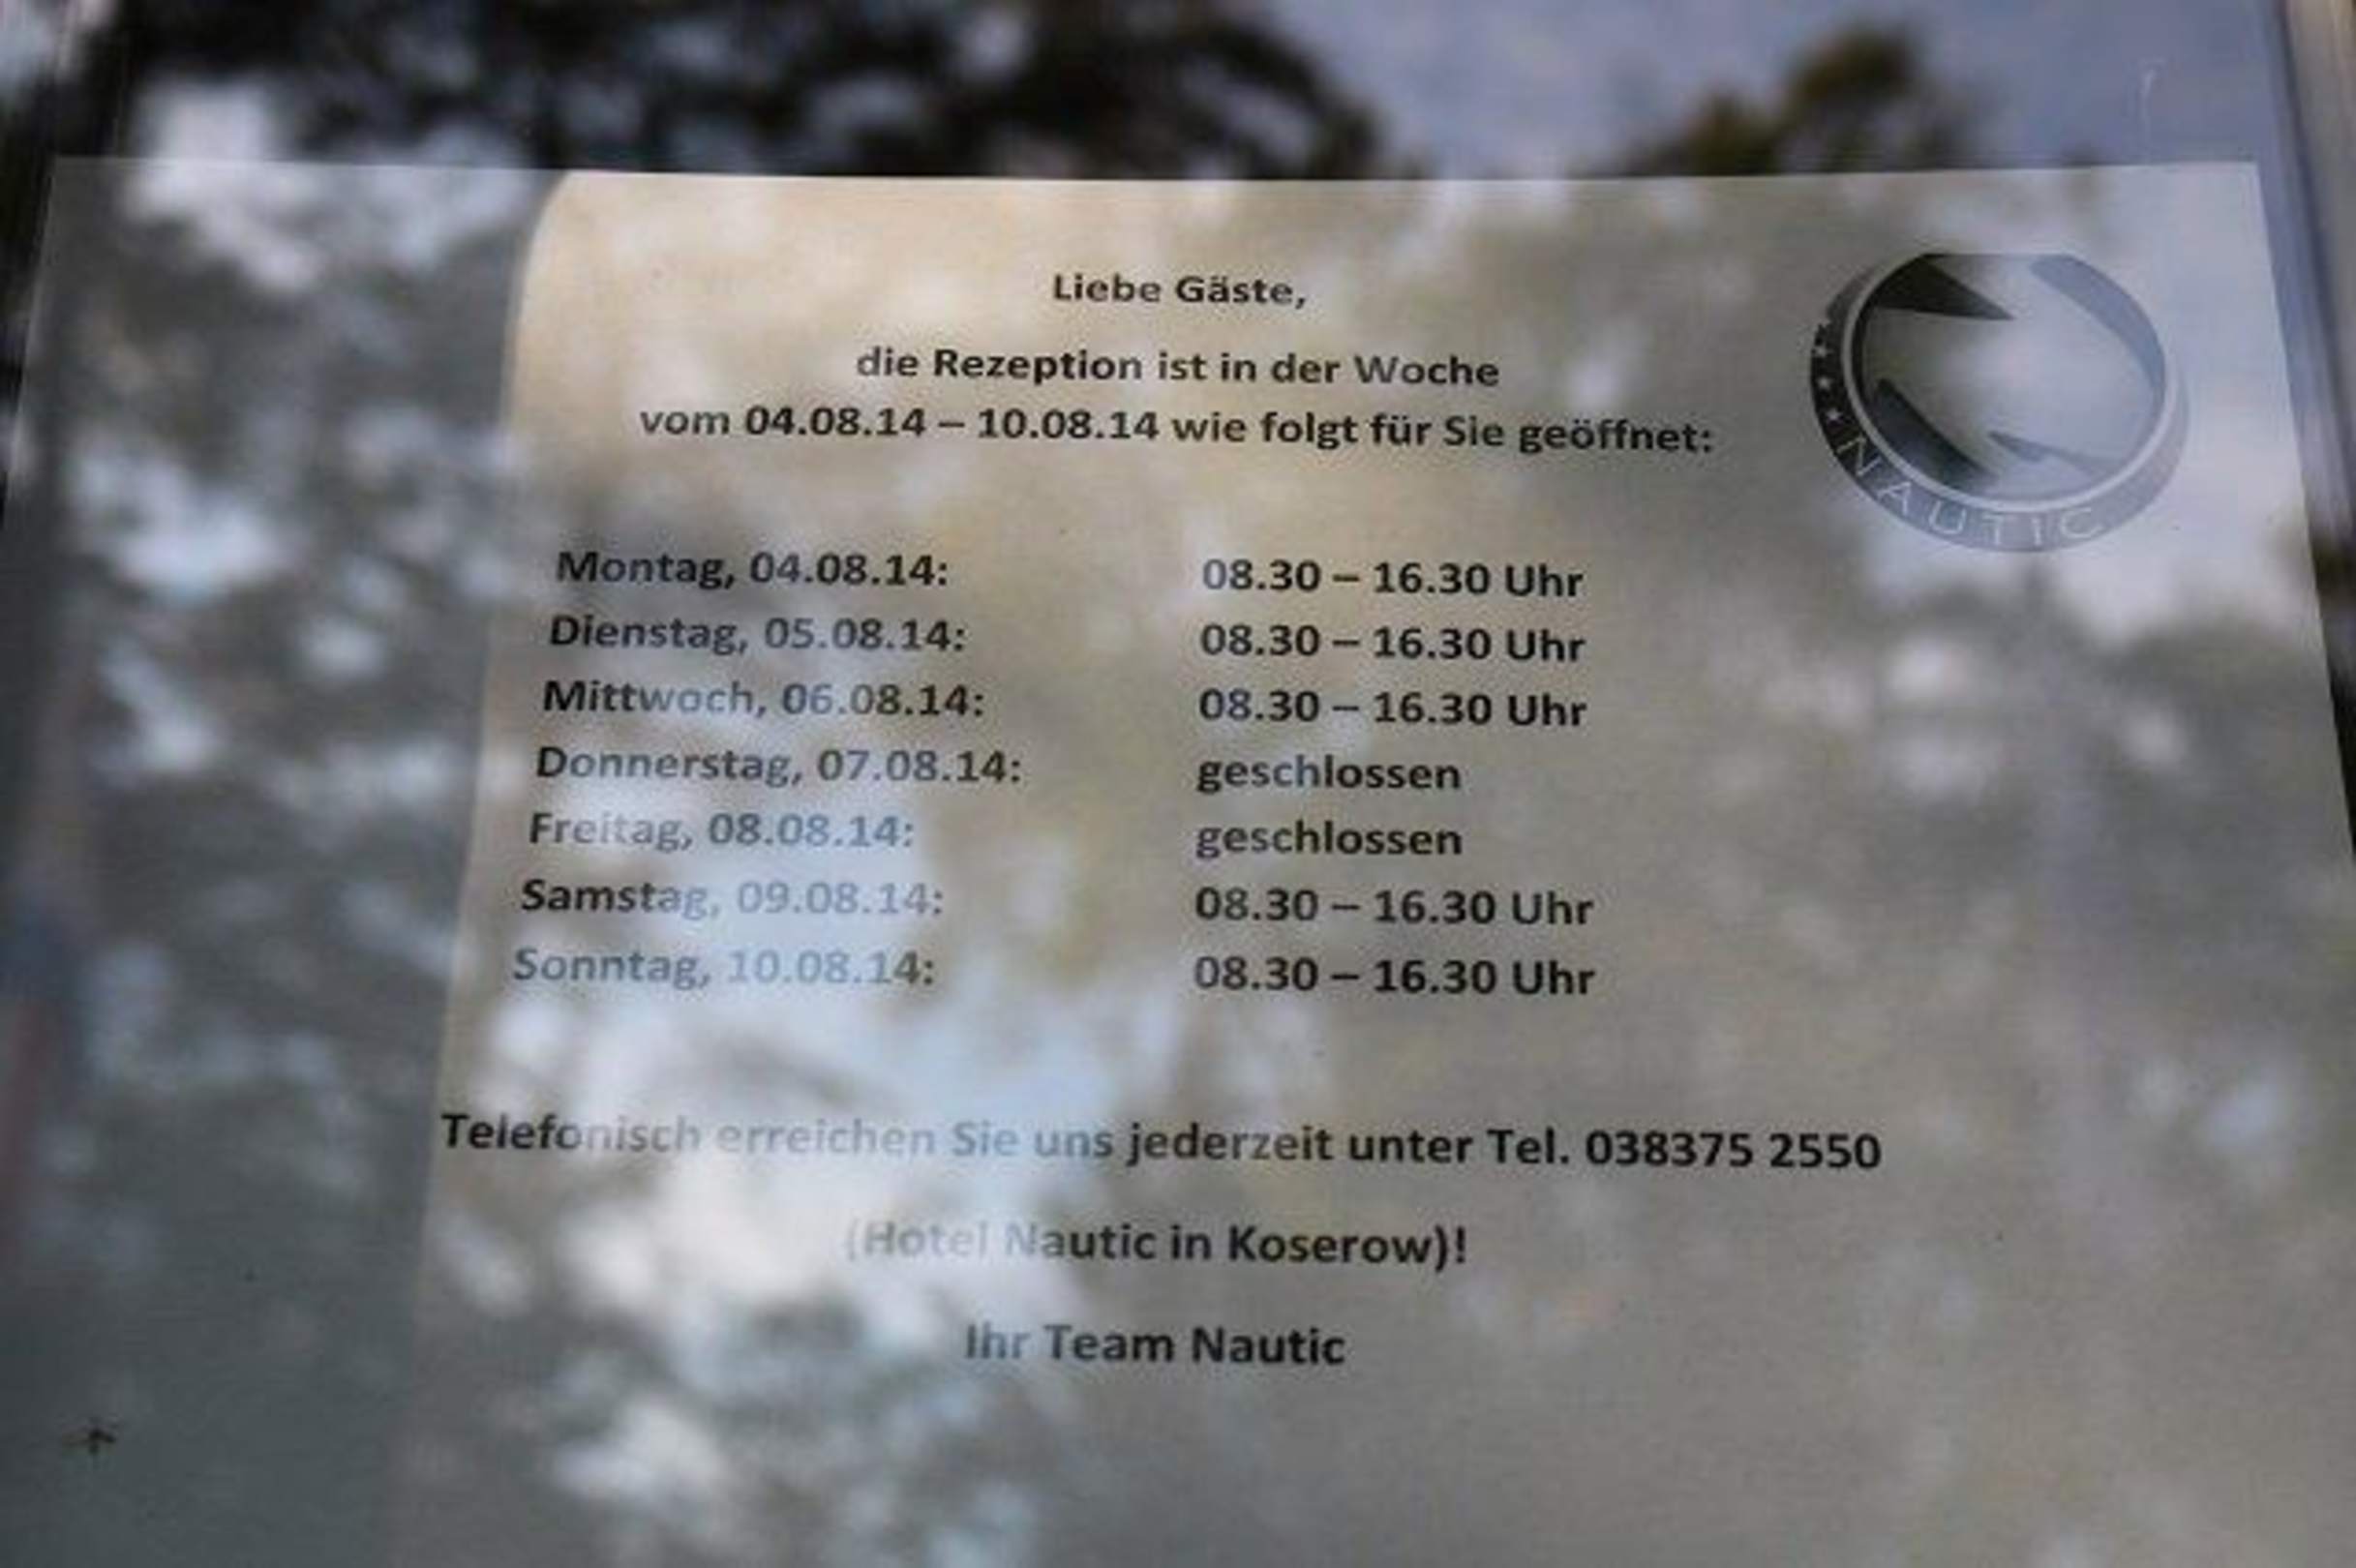 Liebe Gäste,
die Rezeption ist in der Woche
vom 04.08.14 – 10.08.14 wie folgt für Sie geöffnet:
NAUTIC
Montag, 04.08.14: 08.30 – 16.30 Uhr
Dienstag, 05.08.14: 08.30 – 16.30 Uhr
Mittwoch, 06.08.14: 08.30 – 16.30 Uhr
Donnerstag, 07.08.14: geschlossen
Freitag, 08.08.14: geschlossen
Samstag, 09.08.14: 08.30 – 16.30 Uhr
Sonntag, 10.08.14: 08.30 – 16.30 Uhr
Telefonisch erreichen Sie uns jederzeit unter Tel. 038375 2550
(Hotel Nautic in Koserow)!
Ihr Team Nautic